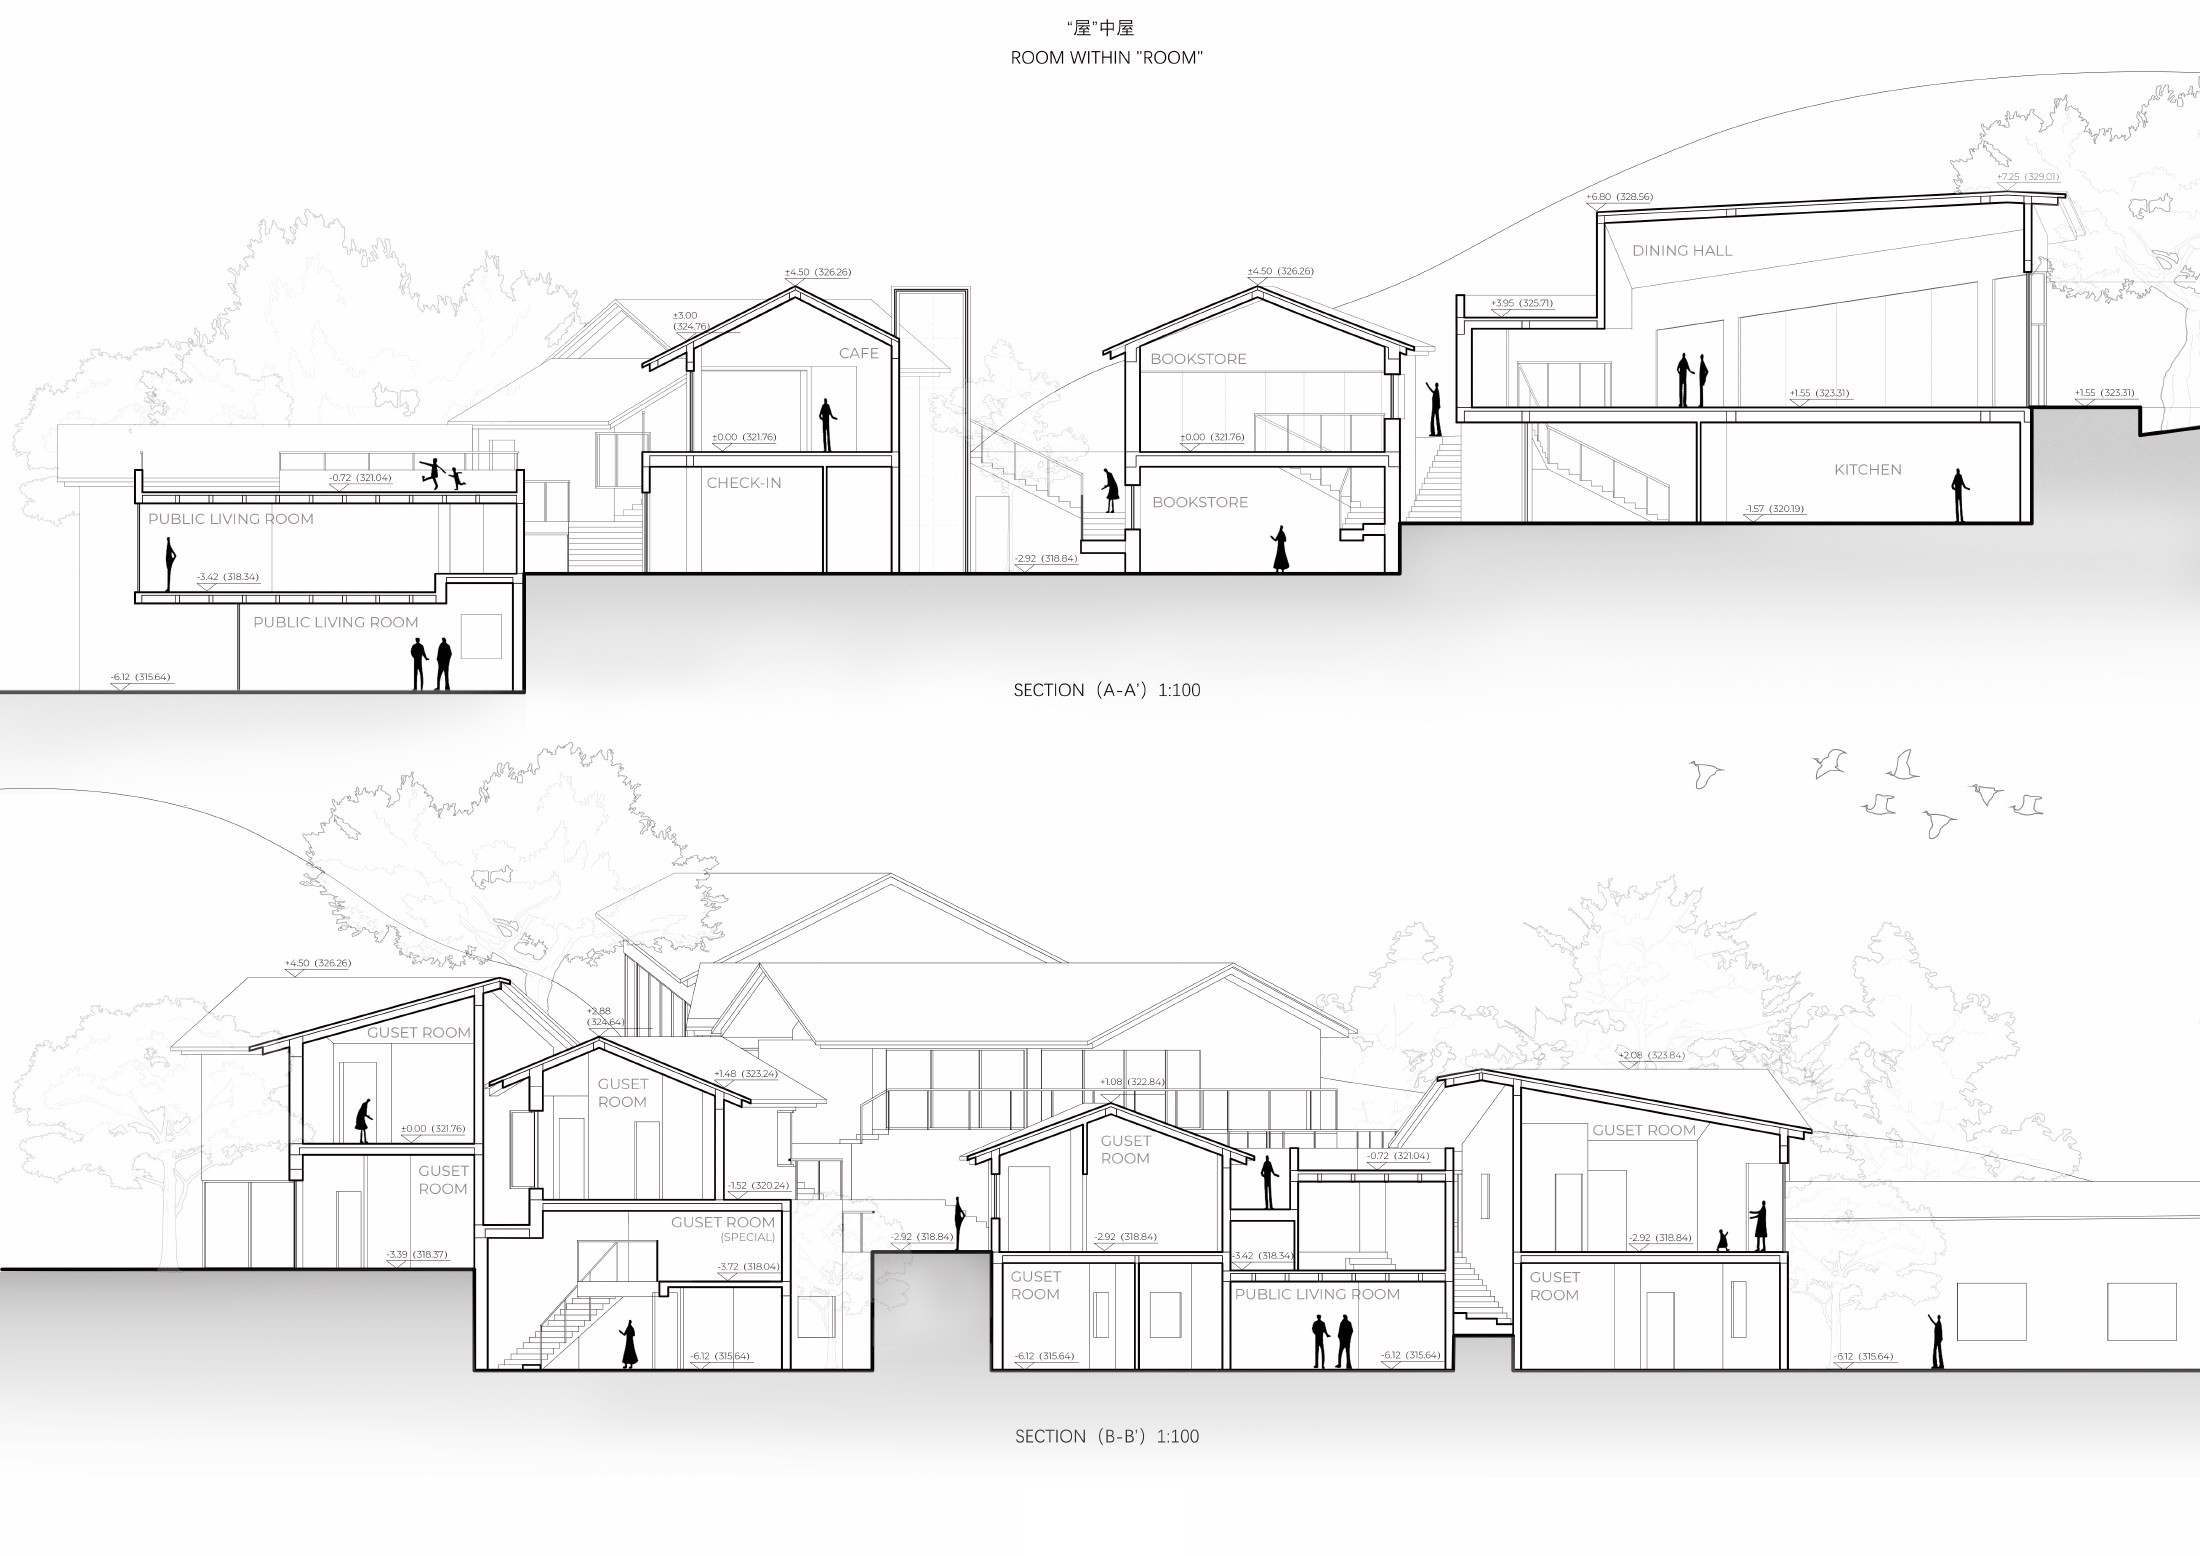 “屋”中屋
ROOM WITHIN "ROOM"
+7.25 (329.01)
+6.80 (328.56)
DINING HALL
±4.50 (326.26)
±4.50 (326.26)
+3.95 (325.71)
±3.00
(324.76)
CAFE
BOOKSTORE
+1.55 (323.31)
+1.55 (323.31)
±0.00 (321.76)
±0.00 (321.76)
-0.72 (321.04)
CHECK-IN
BOOKSTORE
KITCHEN
-1.57 (320.19)
PUBLIC LIVING ROOM
-2.92 (318.84)
-3.42 (318.34)
PUBLIC LIVING ROOM
-6.12 (315.64)
SECTION（A-A'）1:100
+4.50 (326.26)
+2.88
(324.64)
GUSET ROOM
+2.08 (323.84)
+1.48 (323.24)
GUSET
ROOM
+1.08 (322.84)
±0.00 (321.76)
GUSET
ROOM
GUSET ROOM
-0.72 (321.04)
GUSET
ROOM
-1.52 (320.24)
GUSET ROOM
(SPECIAL)
-2.92 (318.84)
-2.92 (318.84)
-2.92 (318.84)
-3.39 (318.37)
-3.42 (318.34)
-3.72 (318.04)
GUSET
ROOM
PUBLIC LIVING ROOM
GUSET
ROOM
-6.12 (315.64)
-6.12 (315.64)
-6.12 (315.64)
-6.12 (315.64)
SECTION（B-B'）1:100